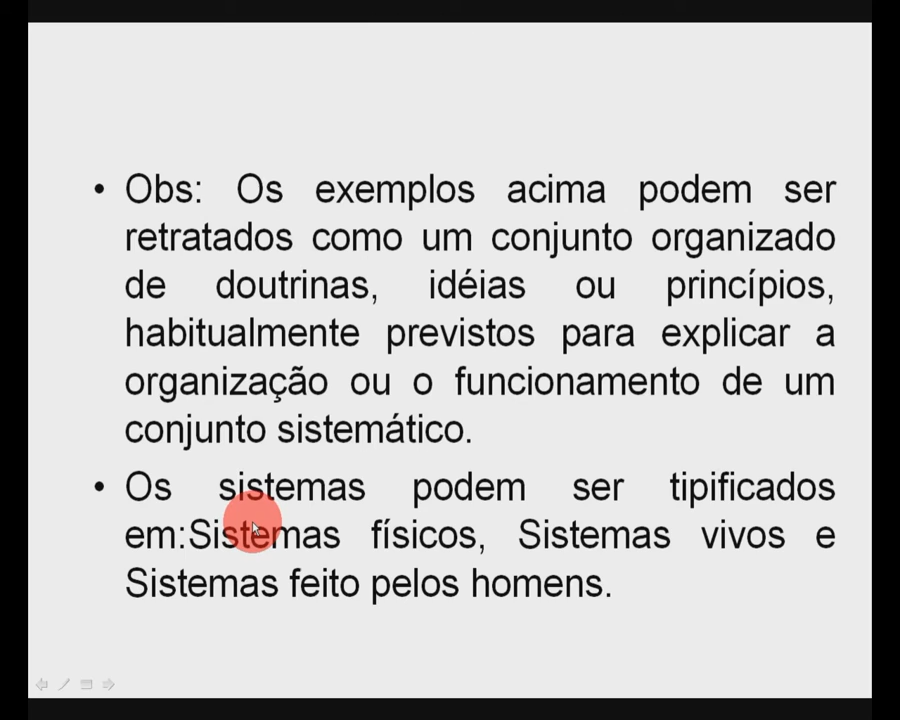 • Obs: Os exemplos acima podem ser
retratados como um conjunto organizado
de doutrinas, idéias ou princípios,
habitualmente previstos para explicar a
organização ou o funcionamento de um
conjunto sistemático.
• Os sistemas podem ser tipificados
em:Sistemas físicos, Sistemas vivos e
Sistemas feito pelos homens.